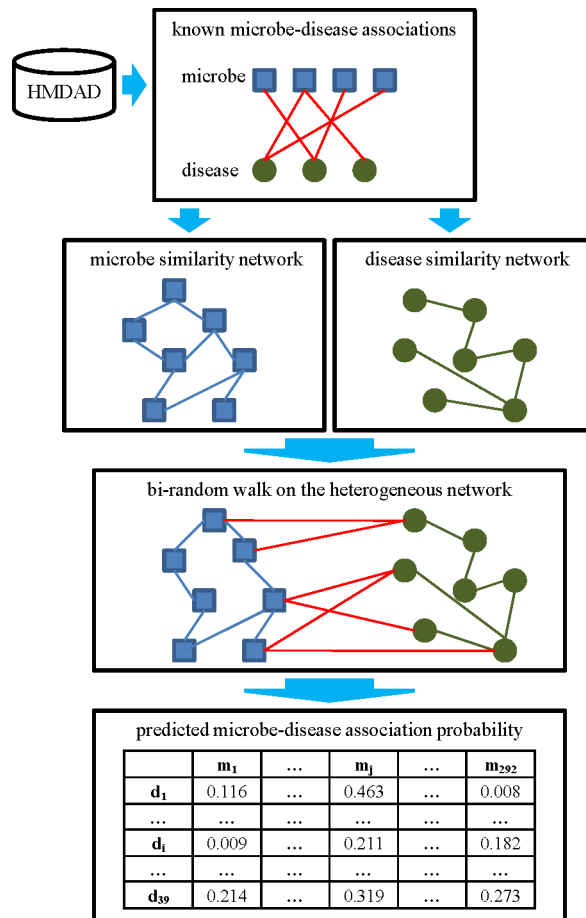 known microbe-disease associations
HMDAD
microbe
disease
microbe similarity network
disease similarity network
bi-random walk on the heterogeneous network
predicted microbe-disease association probability
m1 … mj … m292
d1 0.116 … 0.463 … 0.008
… … … … … …
di 0.009 … 0.211 … 0.182
… … … … … …
d39 0.214 … 0.319 … 0.273